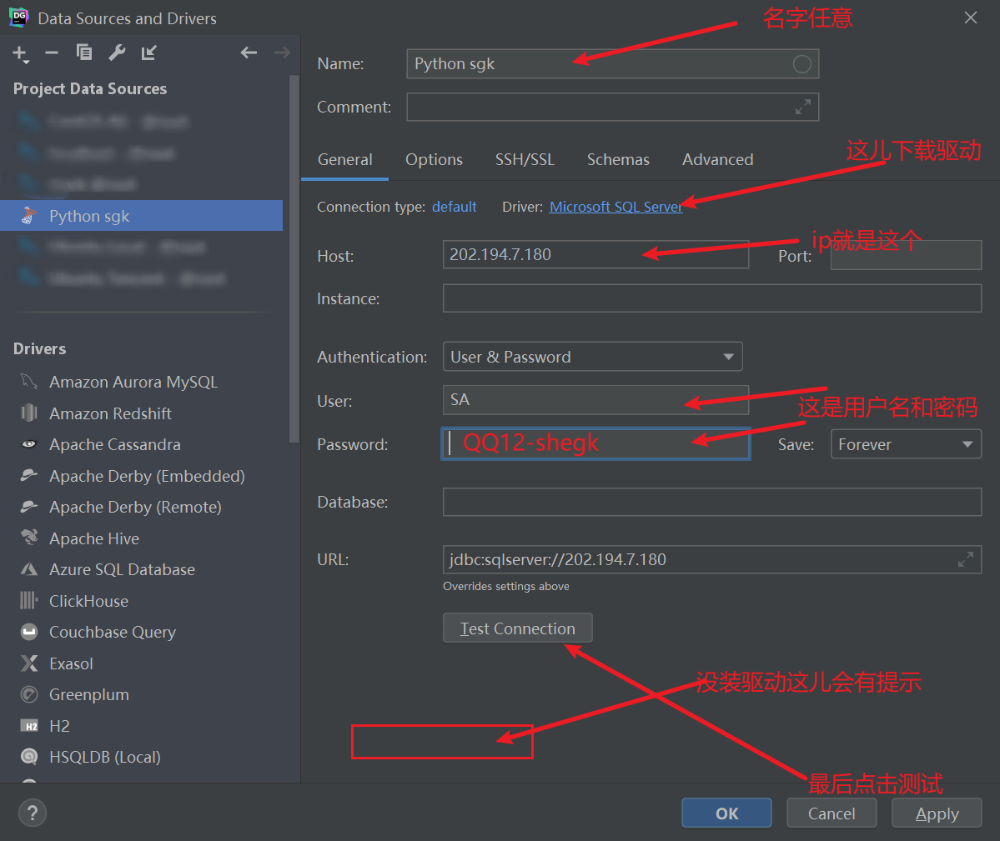 DG Data Sources and Drivers
名字任意
Name: Python sgk
Project Data Sources
Comment:
这儿下载驱动
General Options SSH/SSL Schemas Advanced
Connection type: default Driver: Microsoft SQL Server
Python sgk
ip就是这个
Host: 202.194.7.180 Port:
Instance:
Drivers
Authentication: User & Password
Amazon Aurora MySQL
User: SA
这是用户名和密码
Amazon Redshift
Password: QQ12-shegk Save: Forever
Apache Cassandra
Apache Derby (Embedded)
Database:
Apache Derby (Remote)
Apache Hive
URL: jdbc:sqlserver://202.194.7.180
Azure SQL Database
Overrides settings above
ClickHouse
Test Connection
Couchbase Query
Exasol
没装驱动这儿会有提示
Greenplum
H2 H2
HSQLDB (Local)
最后点击测试
? OK Cancel Apply